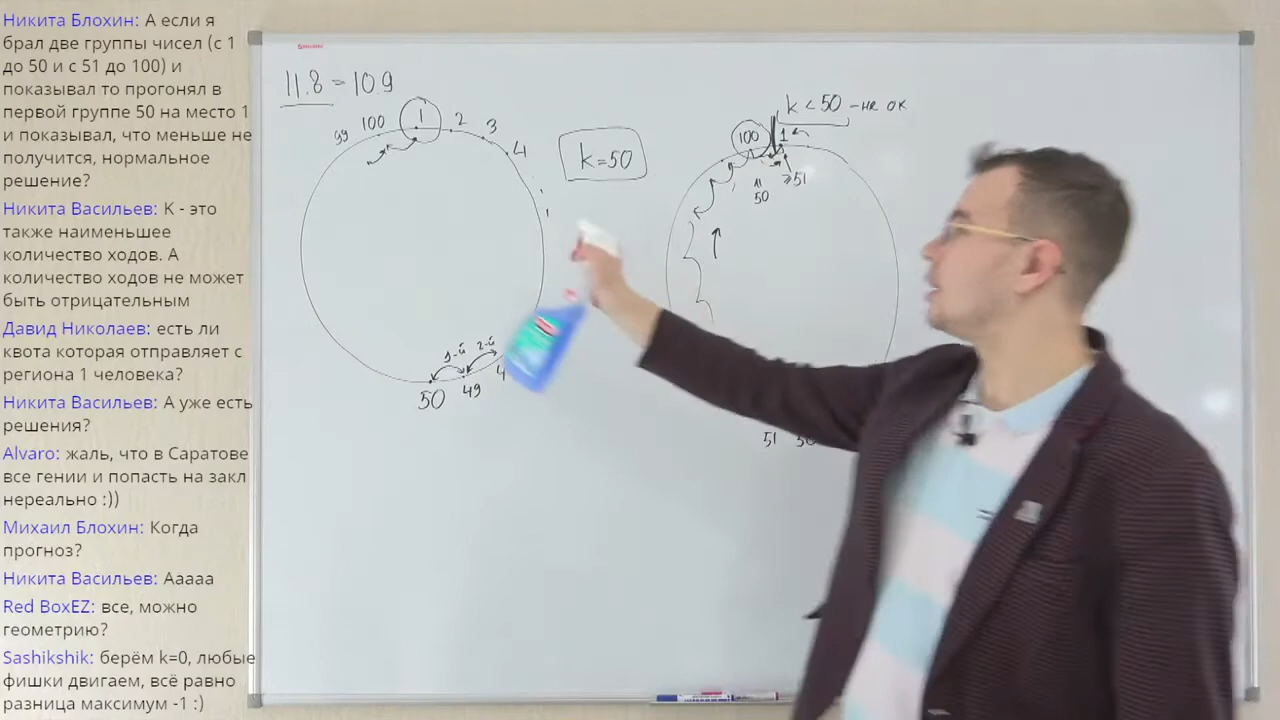 Никита Блохин: А если я
брал две группы чисел (с 1
до 50 и с 51 до 100) и
показывал то прогонял в
первой группе 50 на место 1
и показывал, что меньше не
получится, нормальное
решение?
Никита Васильев: K - это
также наименьшее
количество ходов. А
количество ходов не может
быть отрицательным
Давид Николаев: есть ли
квота которая отправляет с
региона 1 человека?
Никита Васильев: А уже есть
решения?
Alvaro: жаль, что в Саратове
все гении и попасть на закл
нереально :))
Михаил Блохин: Когда
прогноз?
Никита Васильев: Ааааа
Red BoxEZ: все, можно
геометрию?
Sashikshik: берём k=0, любые
фишки двигаем, всё равно
разница максимум -1 :)
11.8 = 10.9
99 100 1 2 3 4
k=50
1-й 2-й
50 49 4
k < 50 - не ок
100 1
50 ≥51
51